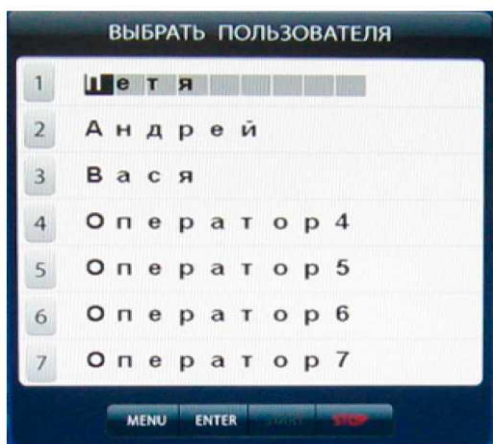 ВЫБРАТЬ ПОЛЬЗОВАТЕЛЯ
1 Петя
2 Андрей
3 Вася
4 Оператор4
5 Оператор5
6 Оператор6
7 Оператор7
MENU ENTER START STOP